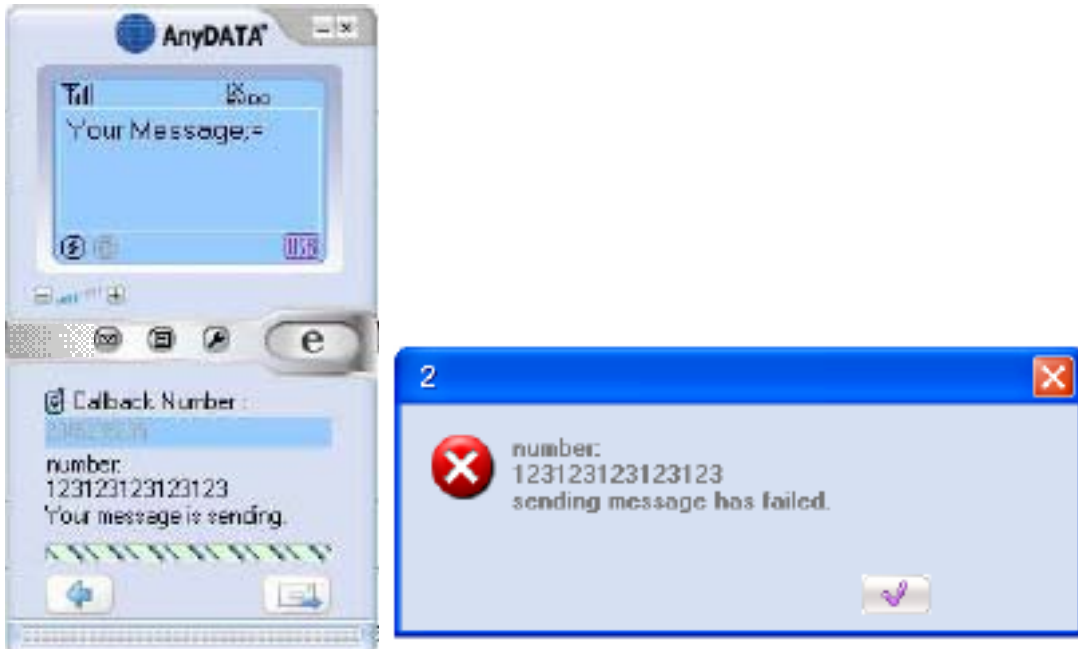 AnyDATA
Your Message:=
USB
e
Callback Number :
number:
123123123123123
Your message is sending.
2
number:
123123123123123
sending message has failed.